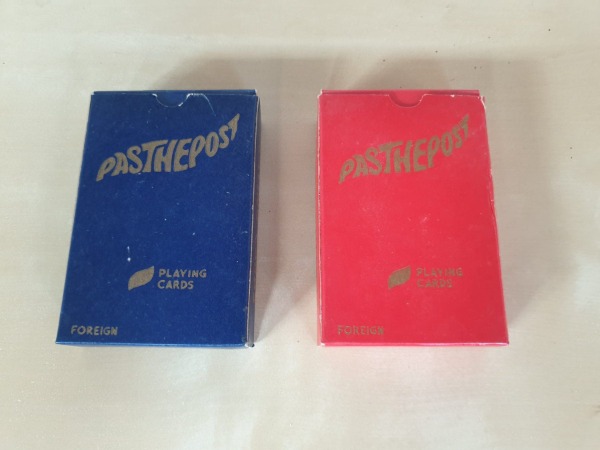 PASTHEPOST
PLAYING
CARDS
FOREIGN
PASTHEPOST
PLAYING
CARDS
FOREIGN